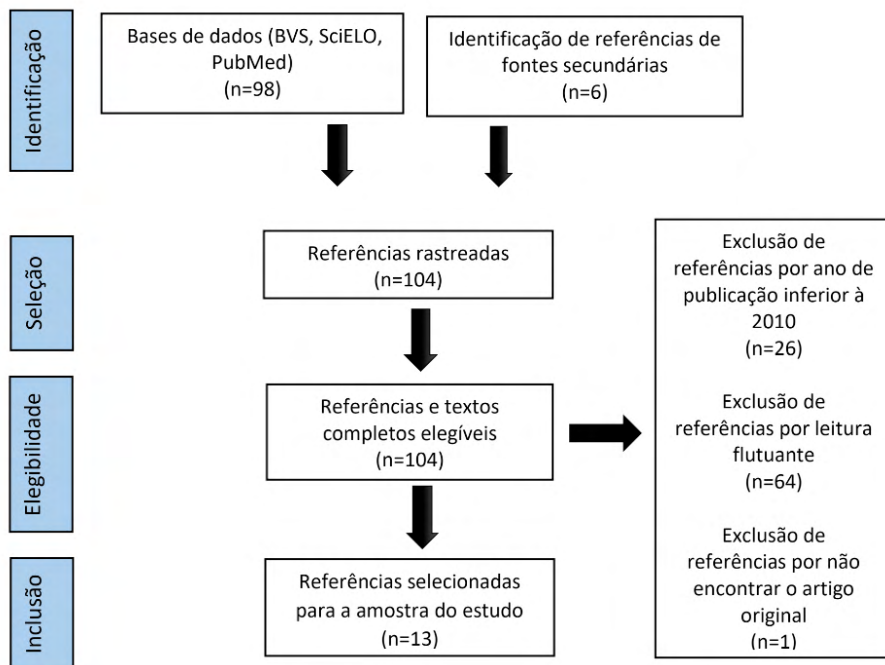 Identificação
Bases de dados (BVS, SciELO,
PubMed)
(n=98)
Identificação de referências de
fontes secundárias
(n=6)
Seleção
Referências rastreadas
(n=104)
Exclusão de
referências por ano de
publicação inferior à
2010
(n=26)
Exclusão de
referências por leitura
flutuante
(n=64)
Exclusão de
referências por não
encontrar o artigo
original
(n=1)
Elegibilidade
Referências e textos
completos elegíveis
(n=104)
Inclusão
Referências selecionadas
para a amostra do estudo
(n=13)